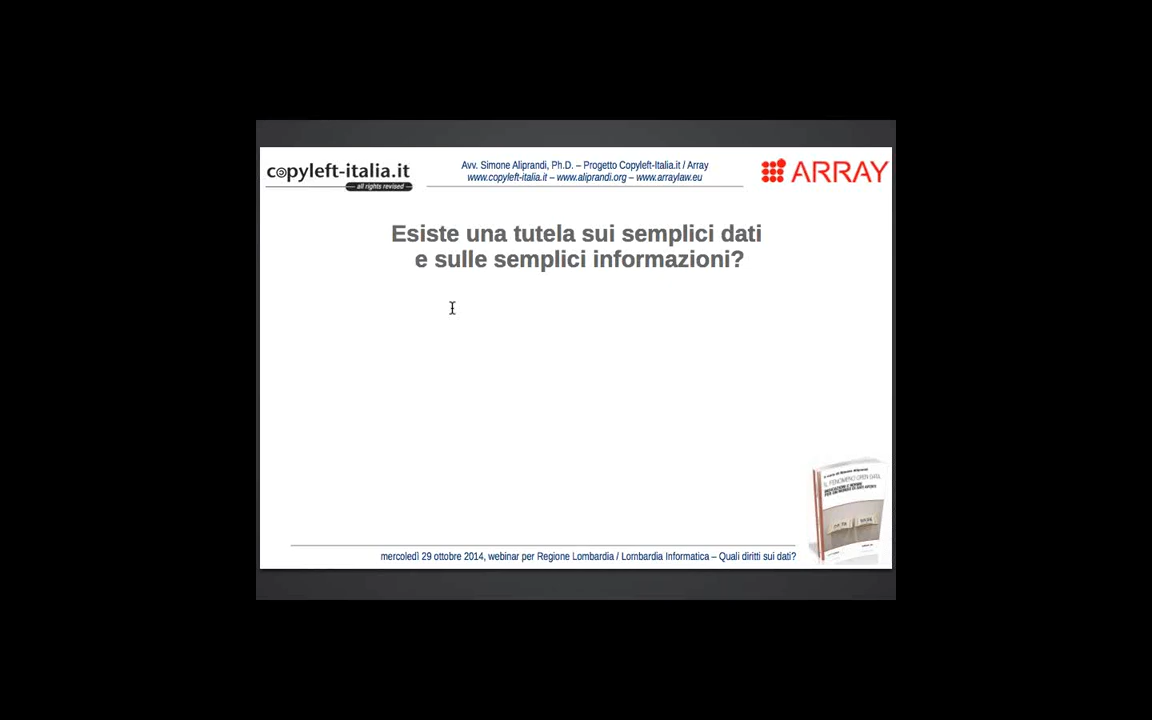 copyleft-italia.it
all rights revised
Avv. Simone Aliprandi, Ph.D. – Progetto Copyleft-Italia.it / Array
www.copyleft-italia.it – www.aliprandi.org – www.arraylaw.eu
ARRAY
Esiste una tutela sui semplici dati
e sulle semplici informazioni?
IL FENOMENO OPEN DATA
mercoledì 29 ottobre 2014, webinar per Regione Lombardia / Lombardia Informatica – Quali diritti sui dati?